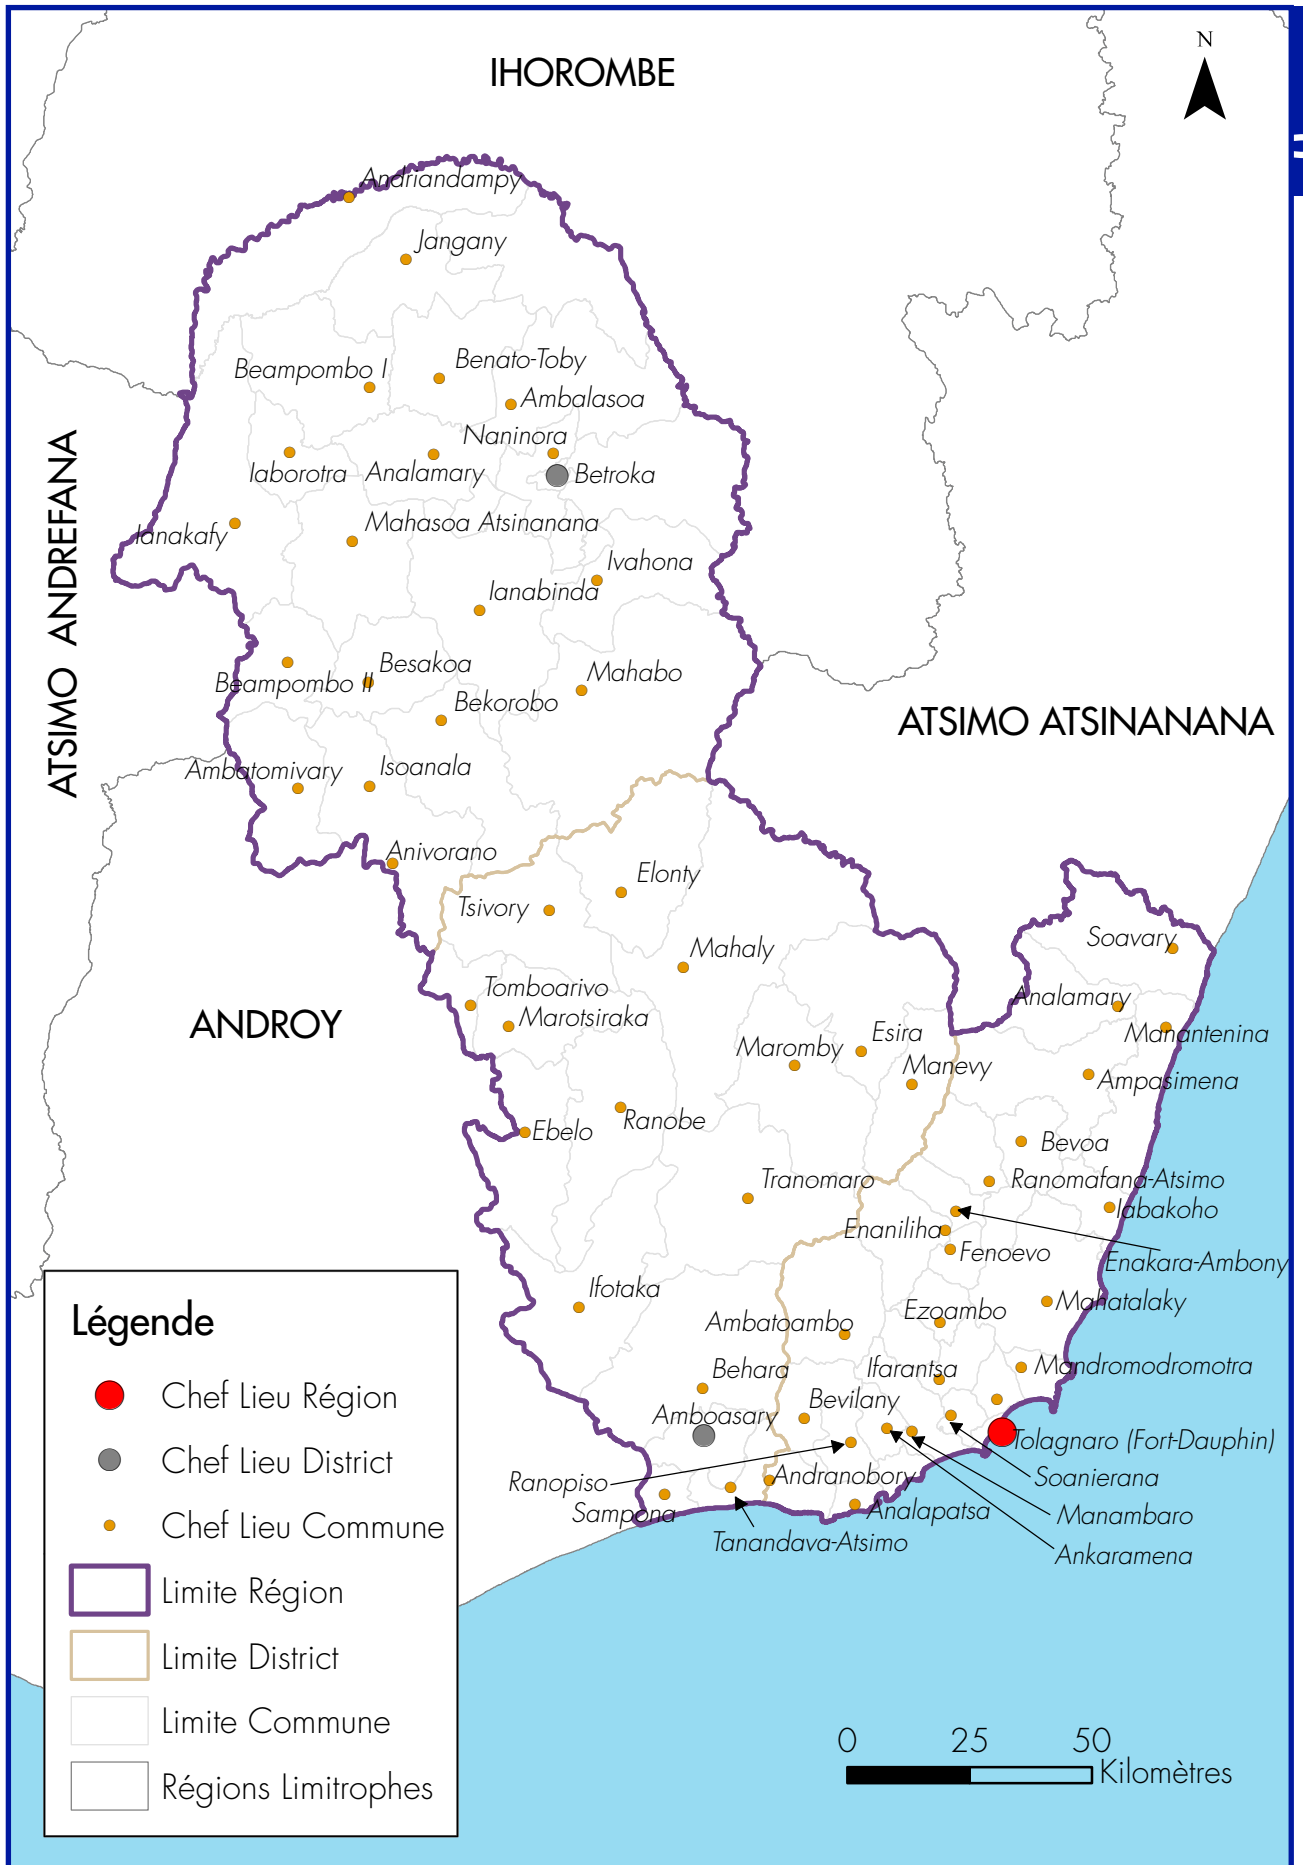 IHOROMBE
N
Andriandampy
Jangany
Beampombo I
Benato-Toby
Ambalasoa
Naninora
Iaborotra
Analamary
Betroka
ATSIMO ANDREFANA
Ianakafy
Mahasoa Atsinanana
Ivahona
Ianabinda
Besakoa
Beampombo II
Mahabo
Bekorobo
ATSIMO ATSINANANA
Ambatomivary
Isoanala
Anivorano
Elonty
Tsivory
Soavary
Mahaly
Tomboarivo
Analamary
Marotsiraka
ANDROY
Manantenina
Esira
Maromby
Manevy
Ampasimena
Ranobe
Ebelo
Bevoa
Tranomaro
Ranomafana-Atsimo
Iabakoho
Enaniliha
Fenoevo
Enakara-Ambony
Ifotaka
Mahatalaky
Ezoambo
Ambatoambo
Mandromodromotra
Ifarantsa
Behara
Bevilany
Amboasary
Tolagnaro (Fort-Dauphin)
Ranopiso
Andranobory
Soanierana
Sampona
Analapatsa
Manambaro
Tanandava-Atsimo
Ankaramena
Légende
Chef Lieu Région
Chef Lieu District
Chef Lieu Commune
Limite Région
Limite District
Limite Commune
Régions Limitrophes
0 25 50
Kilomètres